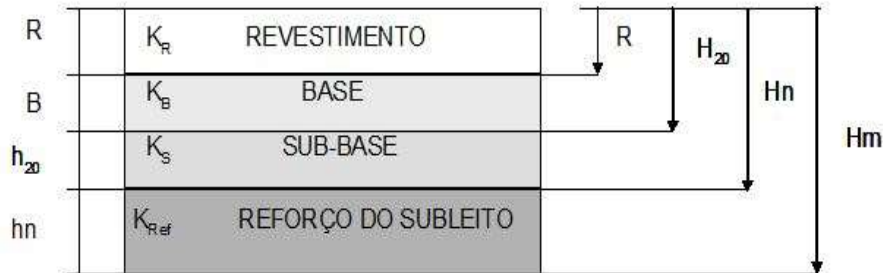 R K_R REVESTIMENTO R H_20
B K_B BASE Hn
h_20 K_S SUB-BASE Hm
hn K_Ref REFORÇO DO SUBLEITO